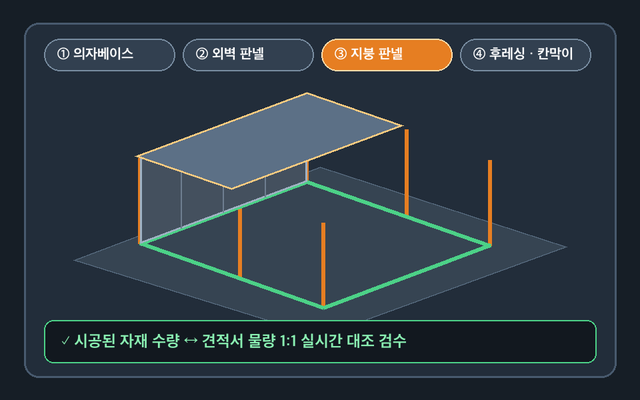 ① 의자베이스
② 외벽 판넬
③ 지붕 판넬
④ 후레싱 · 칸막이
✓ 시공된 자재 수량 ↔ 견적서 물량 1:1 실시간 대조 검수